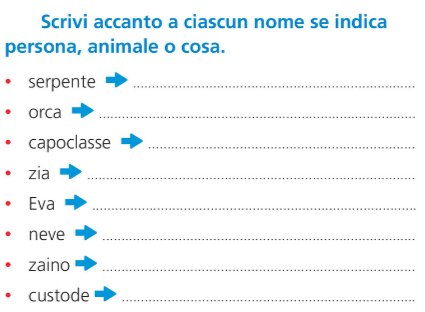 Scrivi accanto a ciascun nome se indica
persona, animale o cosa.
• serpente ➡ ..........................................................................
• orca ➡ ..........................................................................
• capoclasse ➡ ..........................................................................
• zia ➡ ..........................................................................
• Eva ➡ ..........................................................................
• neve ➡ ..........................................................................
• zaino ➡ ..........................................................................
• custode ➡ ..........................................................................